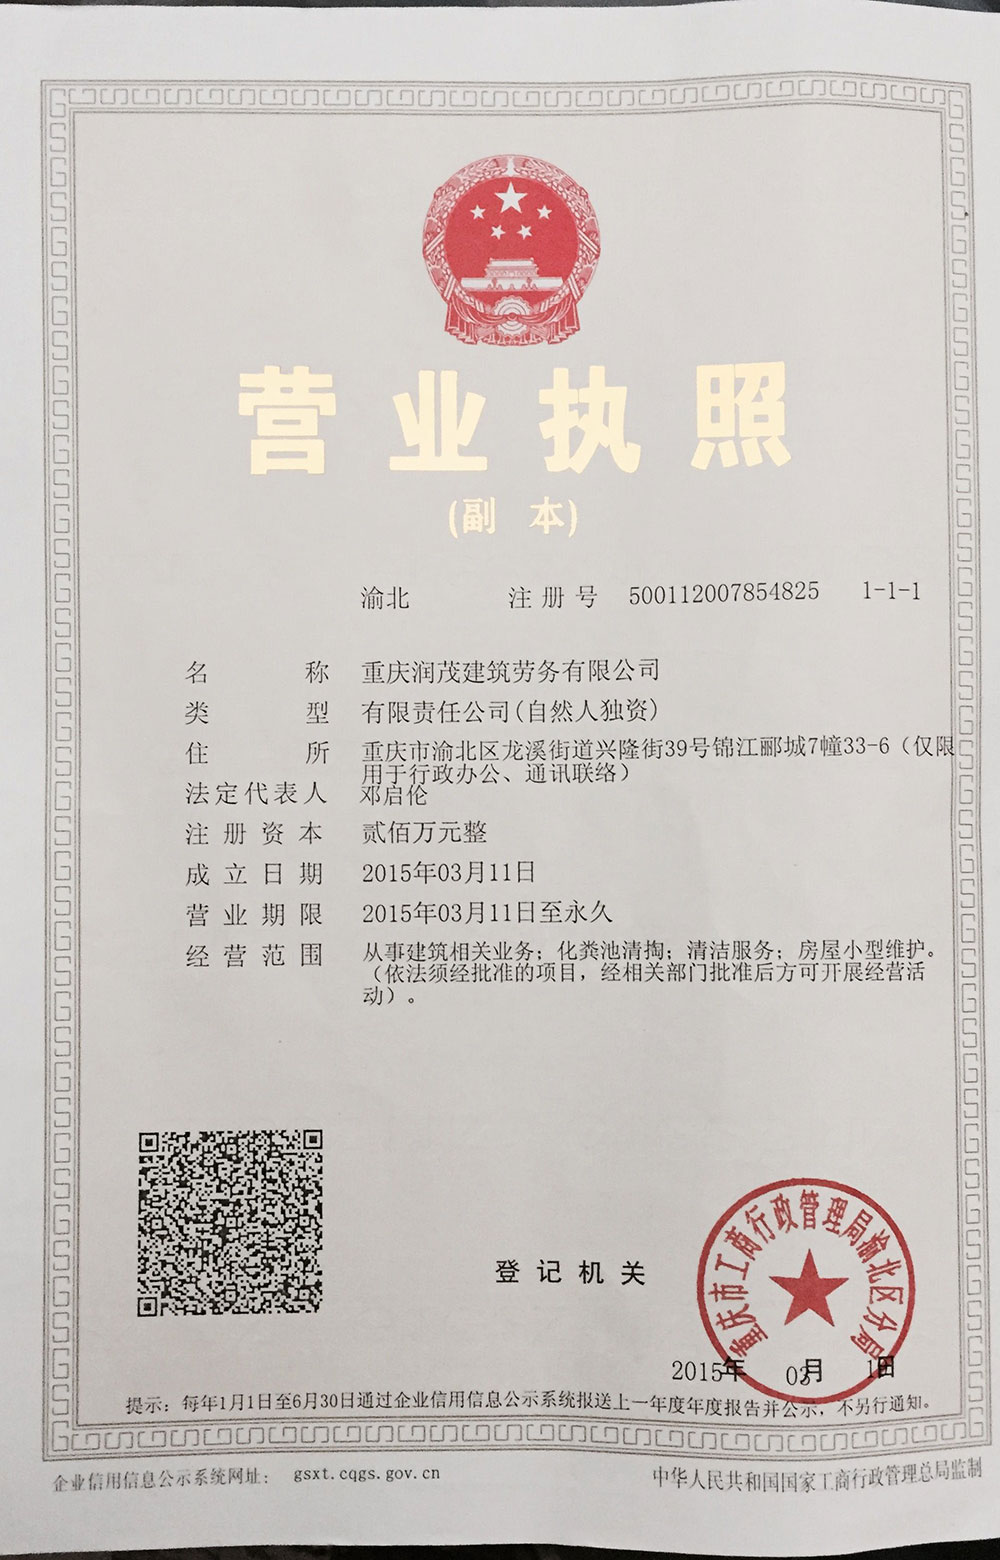 营业执照
(副 本)
渝北 注册号 500112007854825 1-1-1
名称 重庆润茂建筑劳务有限公司
类型 有限责任公司(自然人独资)
住所 重庆市渝北区龙溪街道兴隆街39号锦江郦城7幢33-6（仅限
用于行政办公、通讯联络）
法定代表人 邓启伦
注册资本 贰佰万元整
成立日期 2015年03月11日
营业期限 2015年03月11日至永久
经营范围 从事建筑相关业务；化粪池清掏；清洁服务；房屋小型维护。
（依法须经批准的项目，经相关部门批准后方可开展经营活
动）。
重庆市工商行政管理局渝北区分局
登记机关
2015年 03月 日
提示：每年1月1日至6月30日通过企业信用信息公示系统报送上一年度年度报告并公示，不另行通知。
企业信用信息公示系统网址： gsxt.cqgs.gov.cn
中华人民共和国国家工商行政管理总局监制